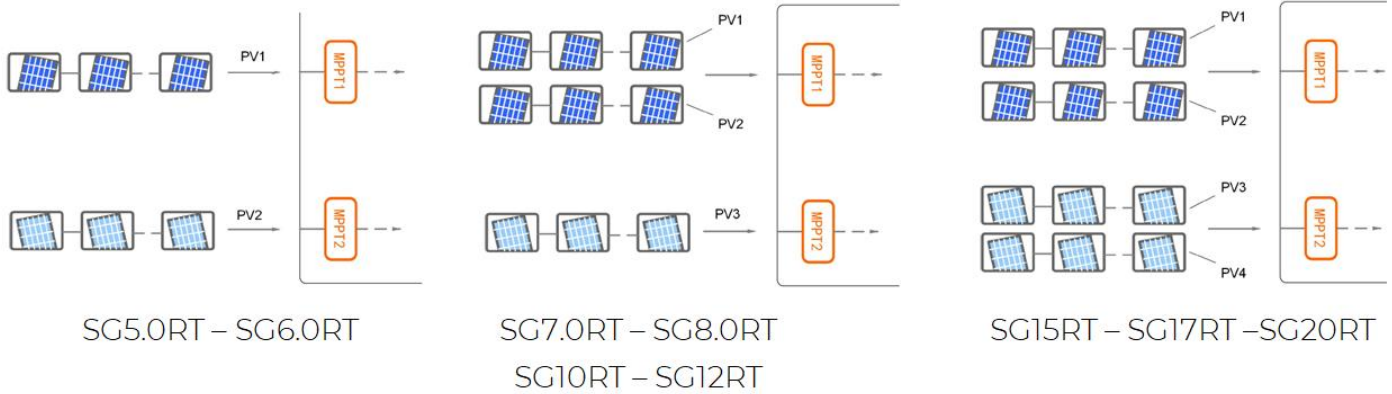 PV1
MPPT1
PV2
MPPT2
SG5.0RT – SG6.0RT
PV1
PV2
MPPT1
PV3
MPPT2
SG7.0RT – SG8.0RT
SG10RT – SG12RT
PV1
PV2
MPPT1
PV3
PV4
MPPT2
SG15RT – SG17RT –SG20RT